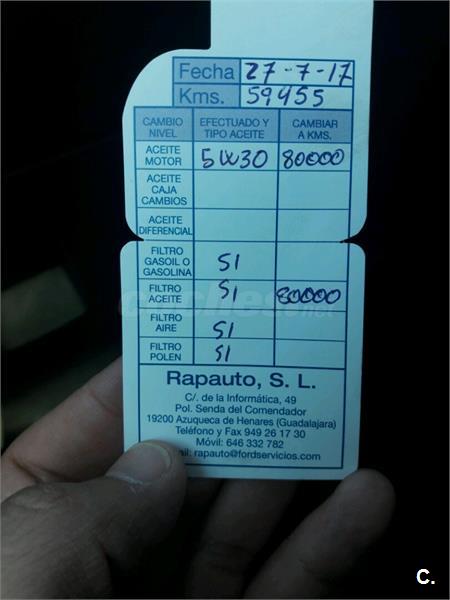 Fecha 27-7-17
Kms. 59455
CAMBIO NIVEL EFECTUADO Y TIPO ACEITE CAMBIAR A KMS.
ACEITE MOTOR 5W30 80000
ACEITE CAJA CAMBIOS
ACEITE DIFERENCIAL
FILTRO GASOIL O GASOLINA SI
FILTRO ACEITE SI 80000
FILTRO AIRE SI
FILTRO POLEN SI
Rapauto, S. L.
C/. de la Informática, 49
Pol. Senda del Comendador
19200 Azuqueca de Henares (Guadalajara)
Teléfono y Fax 949 26 17 30
Móvil: 646 332 782
ail: rapauto@fordservicios.com
coches.net
C.